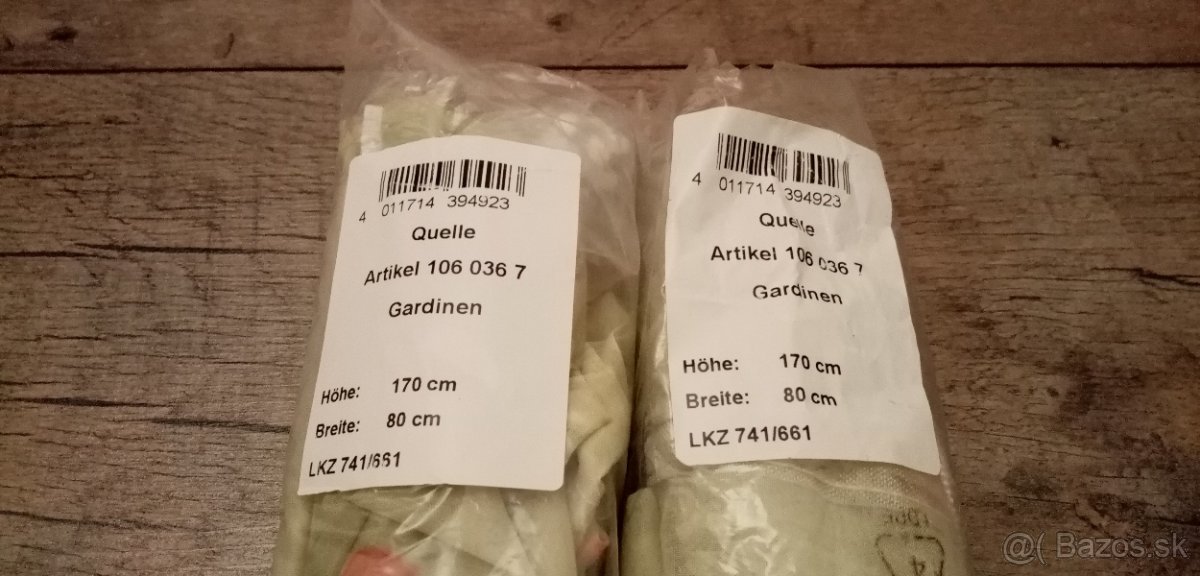 4 011714 394923
Quelle
Artikel 106 036 7
Gardinen
Höhe: 170 cm
Breite: 80 cm
LKZ 741/661
4 011714 394923
Quelle
Artikel 106 036 7
Gardinen
Höhe: 170 cm
Breite: 80 cm
LKZ 741/661
@( Bazos.sk